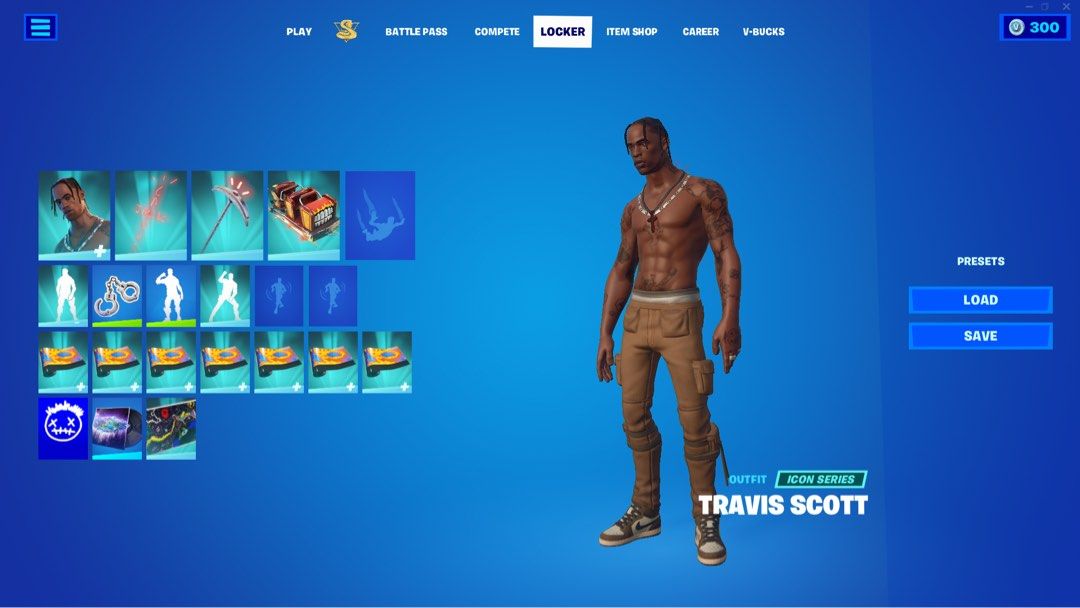 PLAY
BATTLE PASS
COMPETE
LOCKER
ITEM SHOP
CAREER
V-BUCKS
300
PRESETS
LOAD
SAVE
OUTFIT ICON SERIES
TRAVIS SCOTT